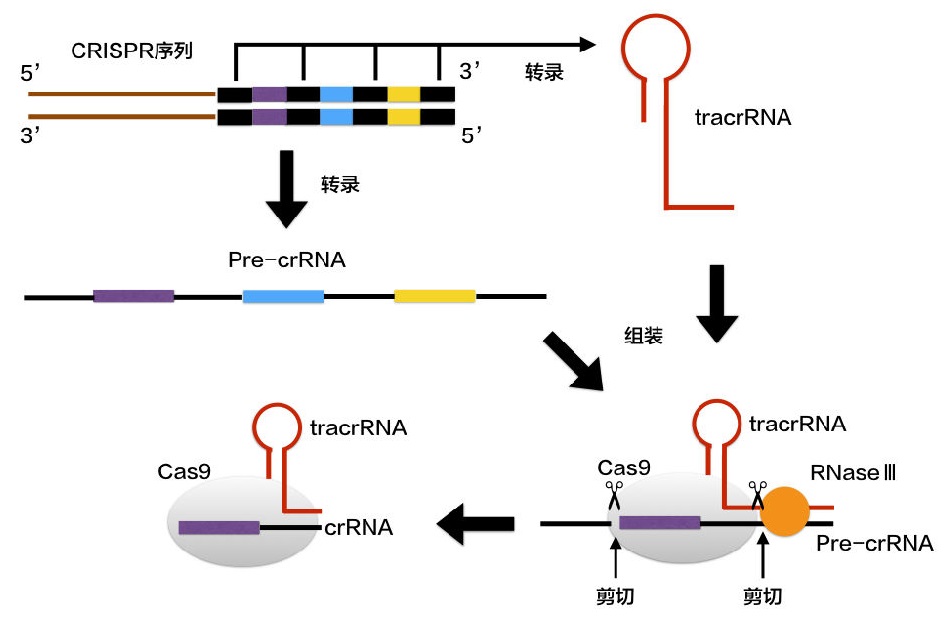 CRISPR序列
5’
3’
转录
3’
5’
tracrRNA
转录
Pre-crRNA
组装
tracrRNA
Cas9
RNaseⅢ
Pre-crRNA
剪切
剪切
tracrRNA
Cas9
crRNA